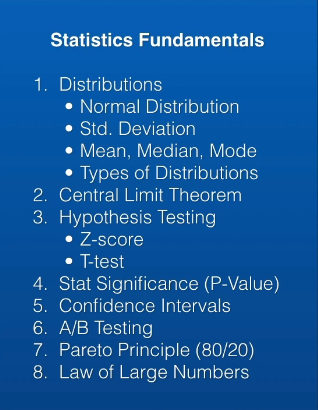 Statistics Fundamentals
1. Distributions
• Normal Distribution
• Std. Deviation
• Mean, Median, Mode
• Types of Distributions
2. Central Limit Theorem
3. Hypothesis Testing
• Z-score
• T-test
4. Stat Significance (P-Value)
5. Confidence Intervals
6. A/B Testing
7. Pareto Principle (80/20)
8. Law of Large Numbers